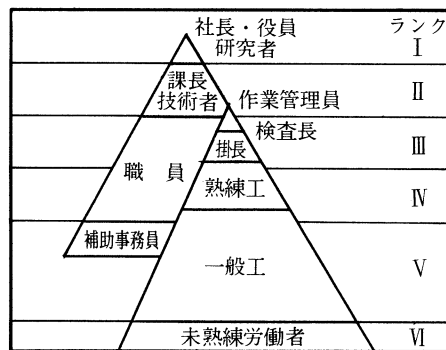 社長・役員
研究者
ランク
Ⅰ
課長
技術者
作業管理員
Ⅱ
検査長
掛長
Ⅲ
職 員
熟練工
Ⅳ
補助事務員
一般工
Ⅴ
未熟練労働者
Ⅵ